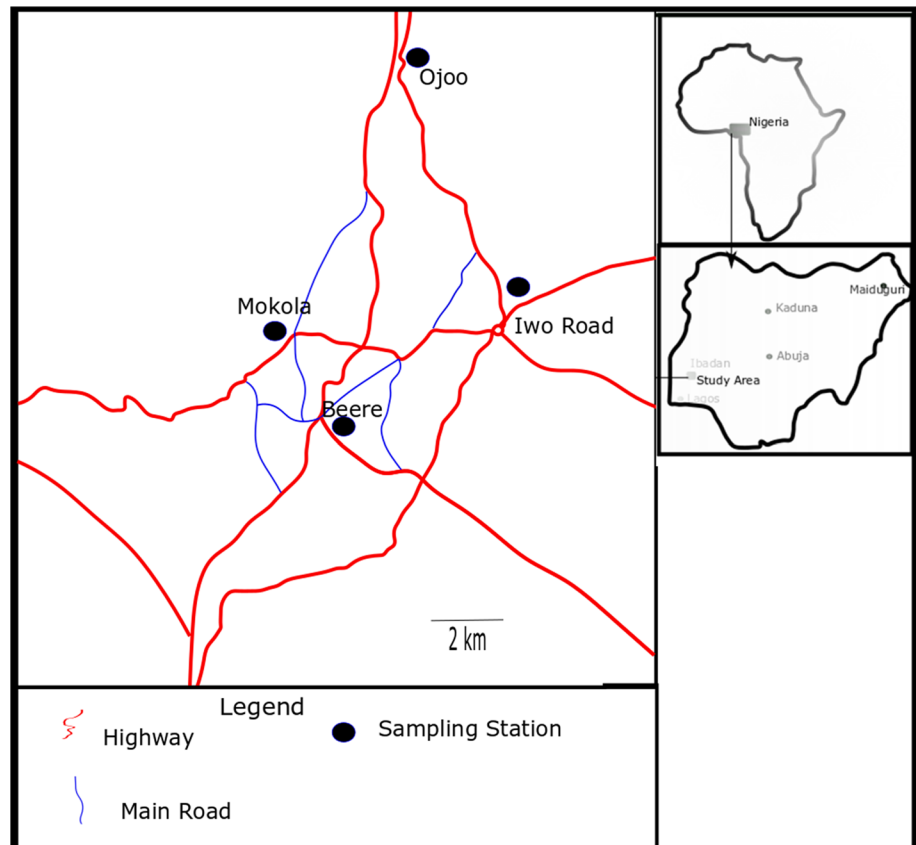 Ojoo
Mokola
Iwo Road
Beere
2 km
Legend
Highway
Sampling Station
Main Road
Nigeria
Maiduguri
Kaduna
Abuja
Ibadan
Study Area
Lagos